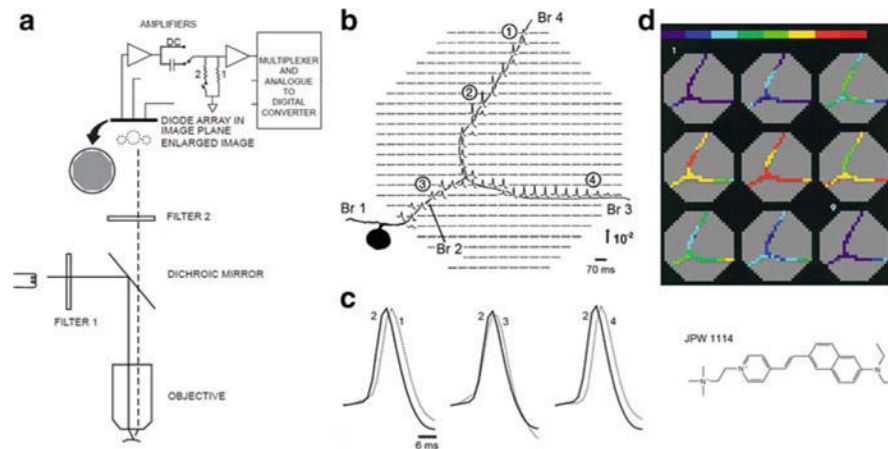 a
AMPLIFIERS
DC
2 1
MULTIPLEXER
AND
ANALOGUE
TO
DIGITAL
CONVERTER
DIODE ARRAY IN
IMAGE PLANE
ENLARGED IMAGE
FILTER 2
DICHROIC MIRROR
FILTER 1
OBJECTIVE
b
Br 4
1
2
3
4
Br 1
Br 2
Br 3
10⁻²
70 ms
c
2 1 2 3 2 4
6 ms
d
1
9
JPW 1114
N⁺
N⁺
N